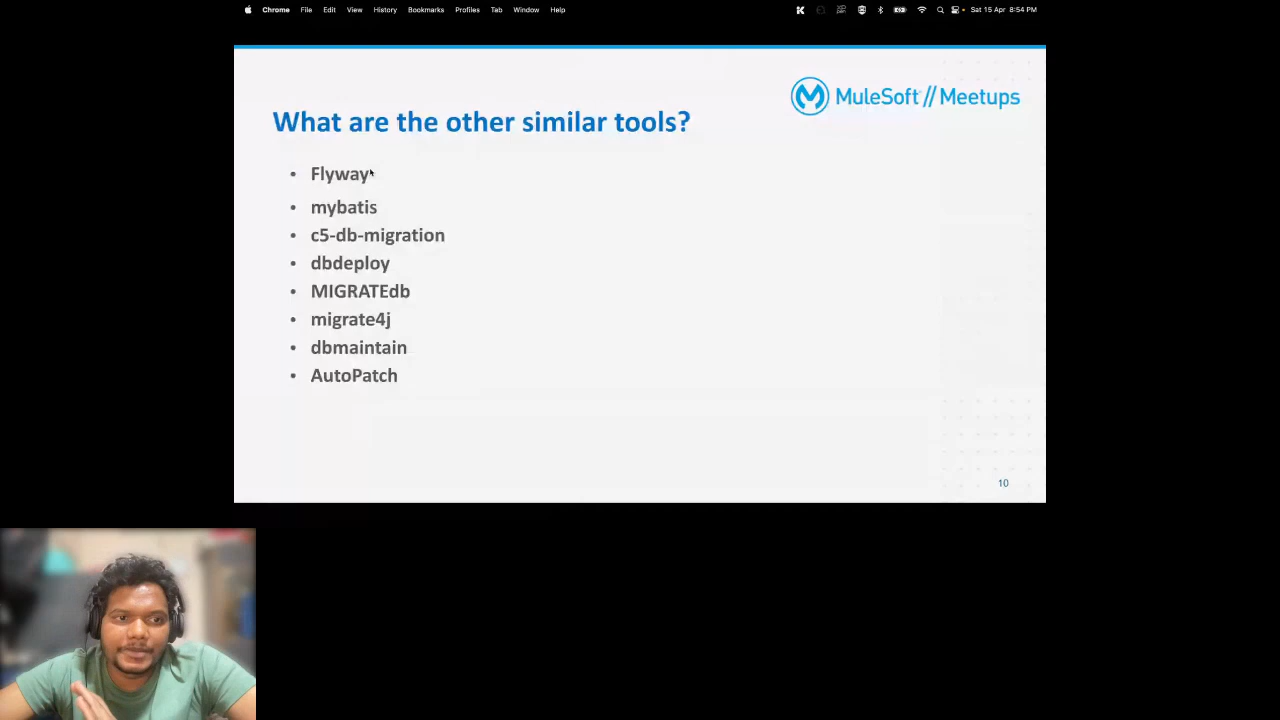 Chrome File Edit View History Bookmarks Profiles Tab Window Help Sat 15 Apr 8:54 PM
MuleSoft // Meetups
What are the other similar tools?
• Flyway
• mybatis
• c5-db-migration
• dbdeploy
• MIGRATEdb
• migrate4j
• dbmaintain
• AutoPatch
10